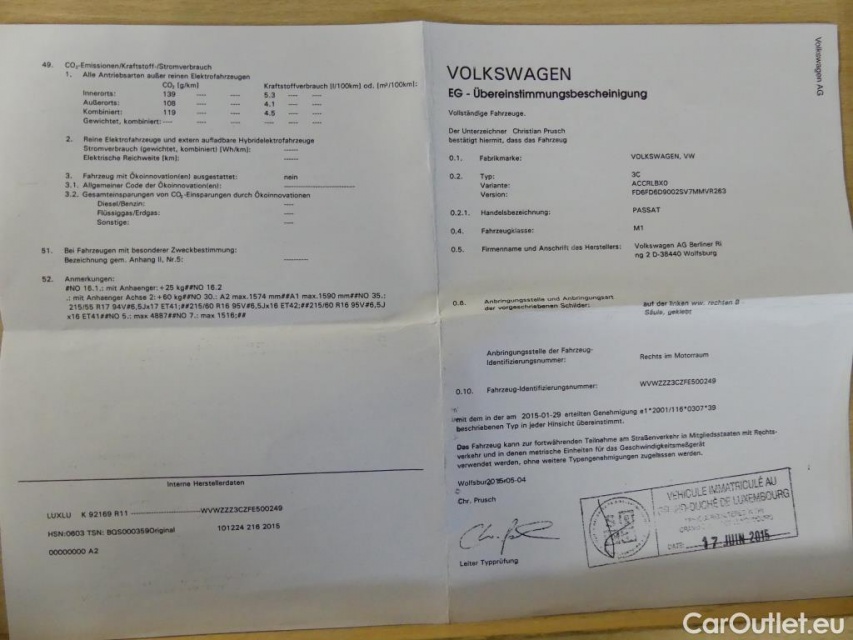 49. CO₂-Emissionen/Kraftstoff-/Stromverbrauch
1. Alle Antriebsarten außer reinen Elektrofahrzeugen
CO₂ [g/km] Kraftstoffverbrauch [l/100km] od. [m³/100km]:
Innerorts: 139 ---- ---- 5.3 ---- ----
Außerorts: 108 ---- ---- 4.1 ---- ----
Kombiniert: 119 ---- ---- 4.5 ---- ----
Gewichtet, kombiniert: ---- ---- ---- ---- ---- ----
2. Reine Elektrofahrzeuge und extern aufladbare Hybridelektrofahrzeuge
Stromverbrauch (gewichtet, kombiniert) [Wh/km]: -----
Elektrische Reichweite [km]: -----
3. Fahrzeug mit Ökoinnovation(en) ausgestattet: nein
3.1. Allgemeiner Code der Ökoinnovation(en):
3.2. Gesamteinsparungen von CO₂-Einsparungen durch Ökoinnovationen
Diesel/Benzin: ----
Flüssiggas/Erdgas: ----
Sonstige: ----
51. Bei Fahrzeugen mit besonderer Zweckbestimmung:
Bezeichnung gem. Anhang II, Nr.5:
52. Anmerkungen:
#NO 16.1.: mit Anhaenger: +25 kg##NO 16.2
.: mit Anhaenger Achse 2: +60 kg##NO 30.: A2 max.1574 mm##A1 max.1590 mm##NO 35.:
215/55 R17 94V#6,5Jx17 ET41;##215/60 R16 95V#6,5Jx16 ET42;##215/60 R16 95V#6,5J
x16 ET41##NO 5.: max 4887##NO 7.: max 1516;##
Interne Herstellerdaten
LUXLU K 92169 R11 WVWZZZ3CZFE500249
HSN:0603 TSN: BGS000359Original 101224 216 2015
00000000 A2
Volkswagen AG
VOLKSWAGEN
EG - Übereinstimmungsbescheinigung
Vollständige Fahrzeuge.
Der Unterzeichner Christian Prusch
bestätigt hiermit, dass das Fahrzeug
0.1. Fabrikmarke: VOLKSWAGEN, VW
0.2. Typ: 3C
Variante: ACCRLBX0
Version: FD6FD6D9002SV7MMVR263
0.2.1. Handelsbezeichnung: PASSAT
0.4. Fahrzeugklasse: M1
0.5. Firmenname und Anschrift des Herstellers: Volkswagen AG Berliner Ri
ng 2 D-38440 Wolfsburg
0.6. Anbringungsstelle und Anbringungsart auf der linken ww. rechten B -
der vorgeschriebenen Schilder: Säule, geklebt
Anbringungsstelle der Fahrzeug-
Identifizierungsnummer: Rechts im Motorraum
0.10. Fahrzeug-Identifizierungsnummer: WVWZZZ3CZFE500249
mit dem in der am 2015-01-29 erteilten Genehmigung e1*2001/116*0307*39
beschriebenen Typ in jeder Hinsicht übereinstimmt.
Das Fahrzeug kann zur fortwährenden Teilnahme am Straßenverkehr in Mitgliedsstaaten mit Rechts-
verkehr und in denen metrische Einheiten für das Geschwindigkeitsmeßgerät
verwendet werden, ohne weitere Typengenehmigungen zugelassen werden.
Chr. Prusch
VEHICULE IMMATRICULÉ AU
GRAND-DUCHÉ DE LUXEMBOURG
DATE: 17 JUIN 2015
Leiter Typprüfung
CarOutlet.eu